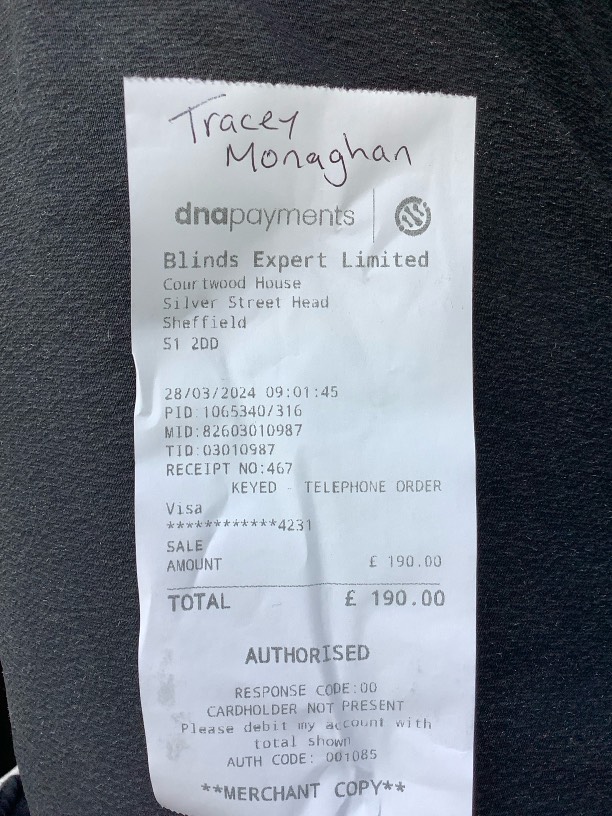 Tracey
Monaghan
dnapayments
Blinds Expert Limited
Courtwood House
Silver Street Head
Sheffield
S1 2DD
28/03/2024 09:01:45
PID:1065340/316
MID:82603010987
TID:03010987
RECEIPT NO:467
KEYED - TELEPHONE ORDER
Visa
************4231
SALE
AMOUNT £ 190.00
TOTAL £ 190.00
AUTHORISED
RESPONSE CODE:00
CARDHOLDER NOT PRESENT
Please debit my account with
total shown
AUTH CODE: 001085
**MERCHANT COPY**